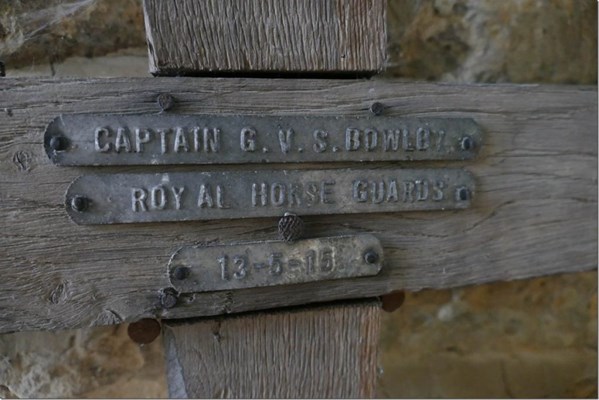 CAPTAIN G.V.S. BOWLBY.
ROYAL HORSE GUARDS
13-5-15.